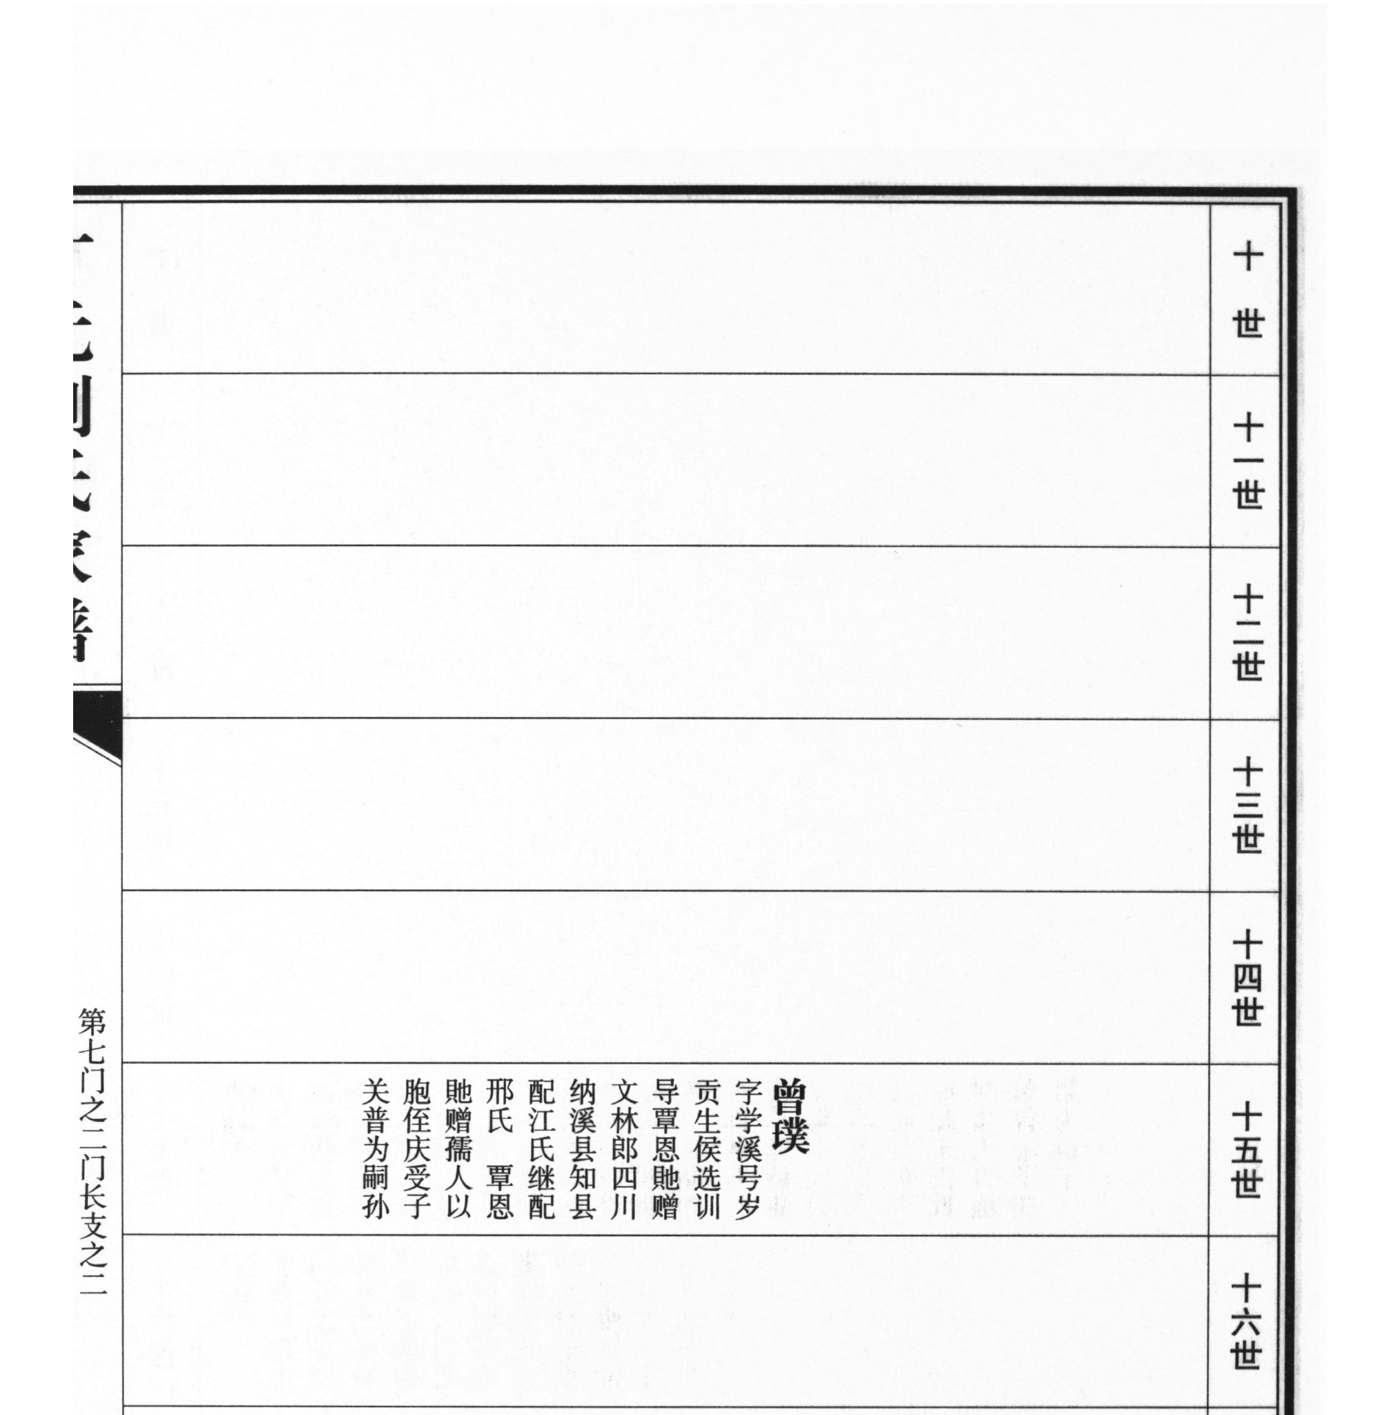 十世
十一世
十二世
十三世
十四世
十五世
十六世
曾璞
字学溪号岁
贡生侯选训
导覃恩貤赠
文林郎四川
纳溪县知县
配江氏继配
邢氏　覃恩
貤赠孺人以
胞侄庆受子
关普为嗣孙
第七门之二门长支之二